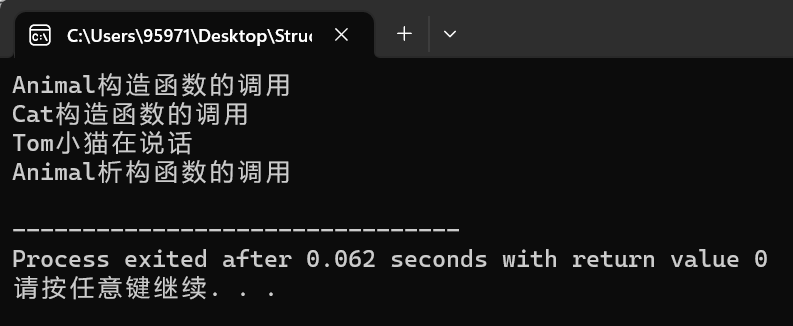 C:\Users\95971\Desktop\Stru
Animal构造函数的调用
Cat构造函数的调用
Tom小猫在说话
Animal析构函数的调用
--------------------------------
Process exited after 0.062 seconds with return value 0
请按任意键继续. . .